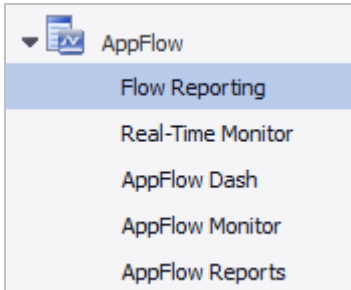 AppFlow
Flow Reporting
Real-Time Monitor
AppFlow Dash
AppFlow Monitor
AppFlow Reports